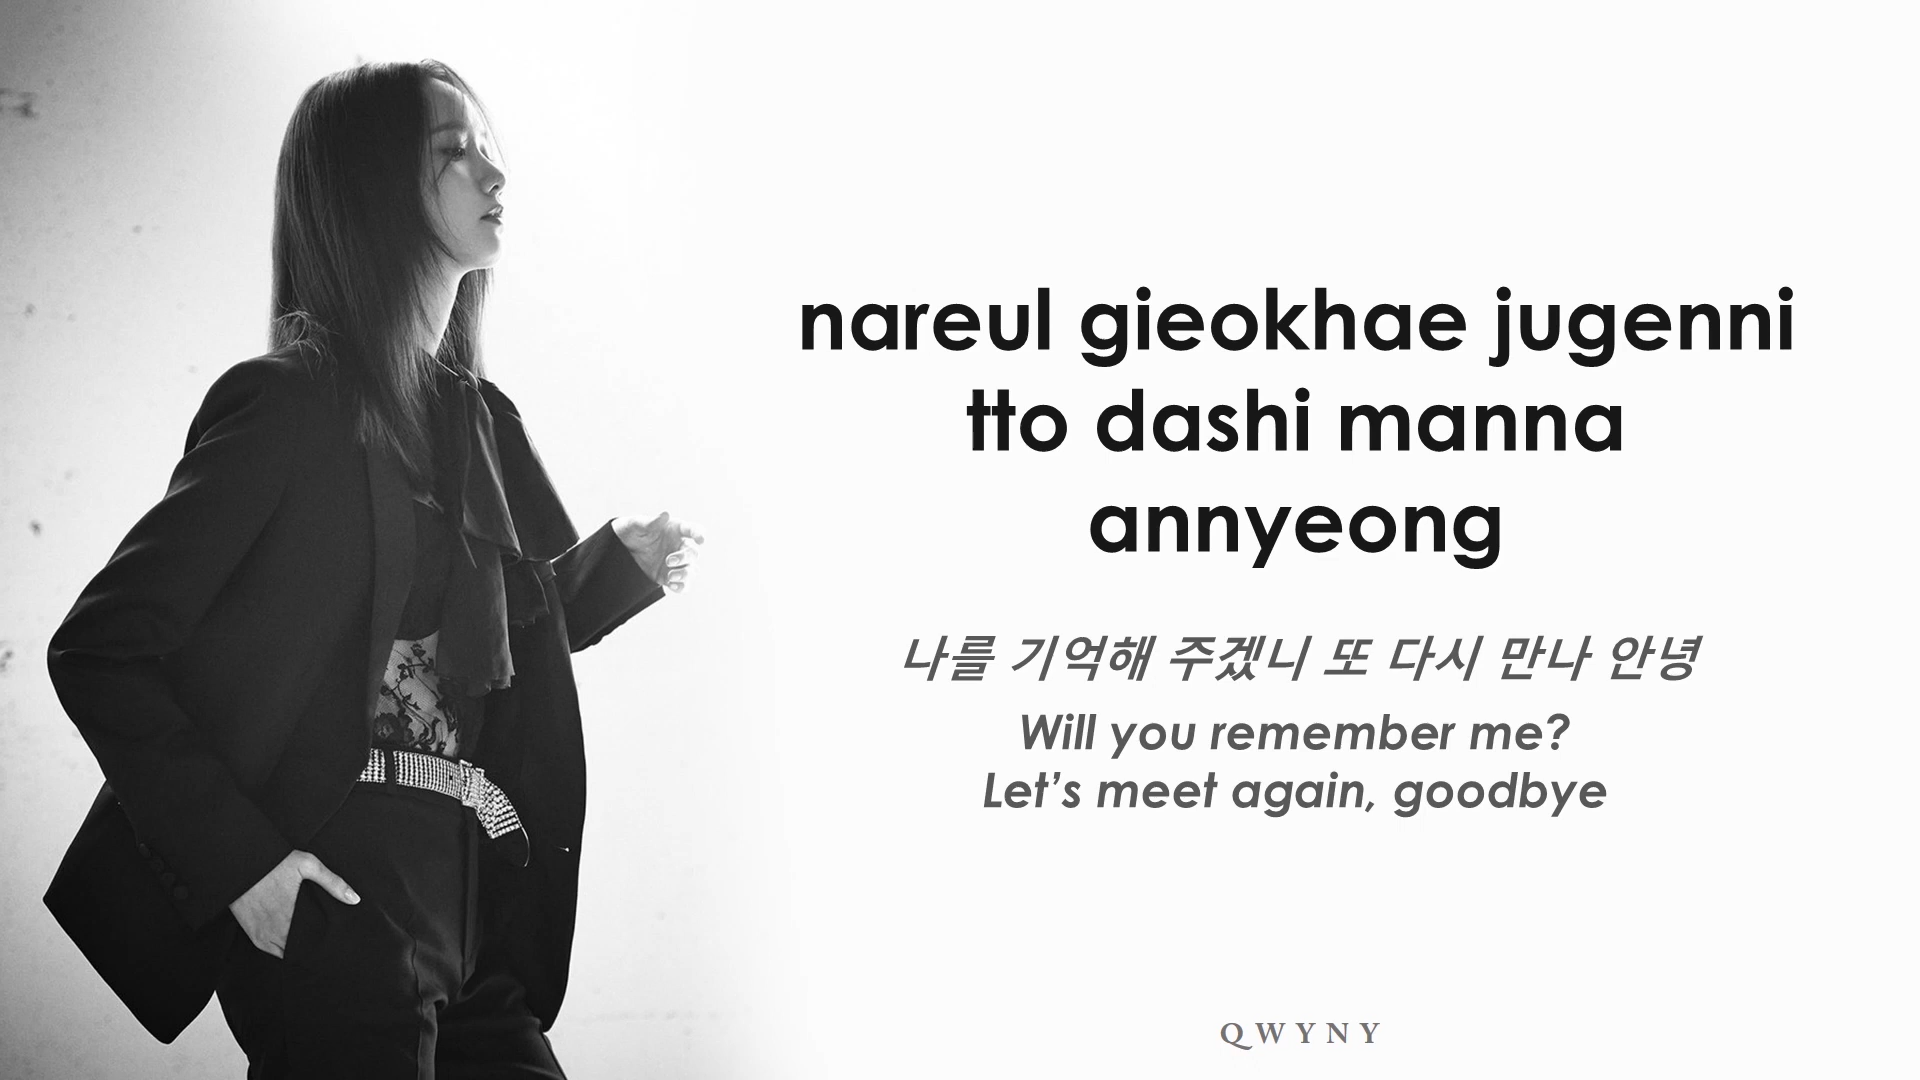 nareul gieokhae jugenni
tto dashi manna
annyeong
나를 기억해 주겠니 또 다시 만나 안녕
Will you remember me?
Let’s meet again, goodbye
QWYNY